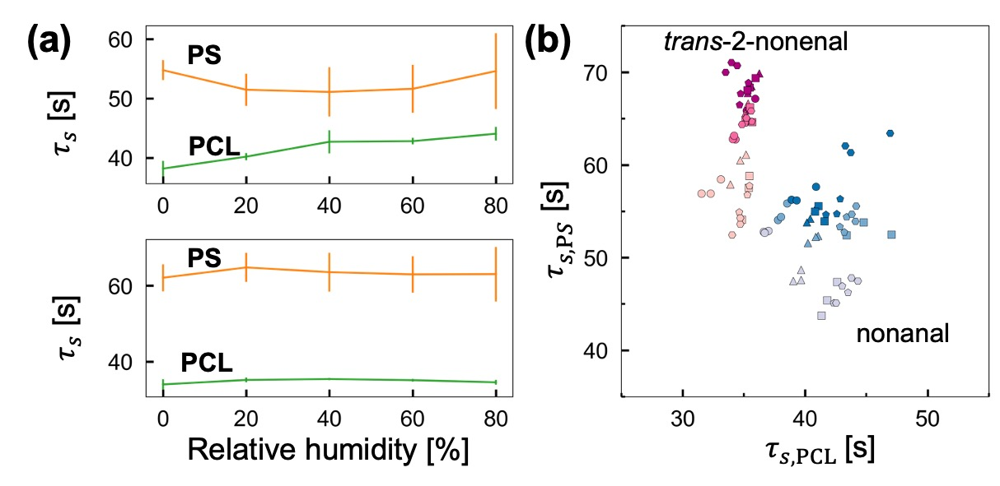 (a)
60
50
40
τs [s]
PS
PCL
0 20 40 60 80
60
40
τs [s]
PS
PCL
0 20 40 60 80
Relative humidity [%]
(b)
trans-2-nonenal
nonanal
70
60
50
40
τs,PS [s]
30 40 50
τs,PCL [s]